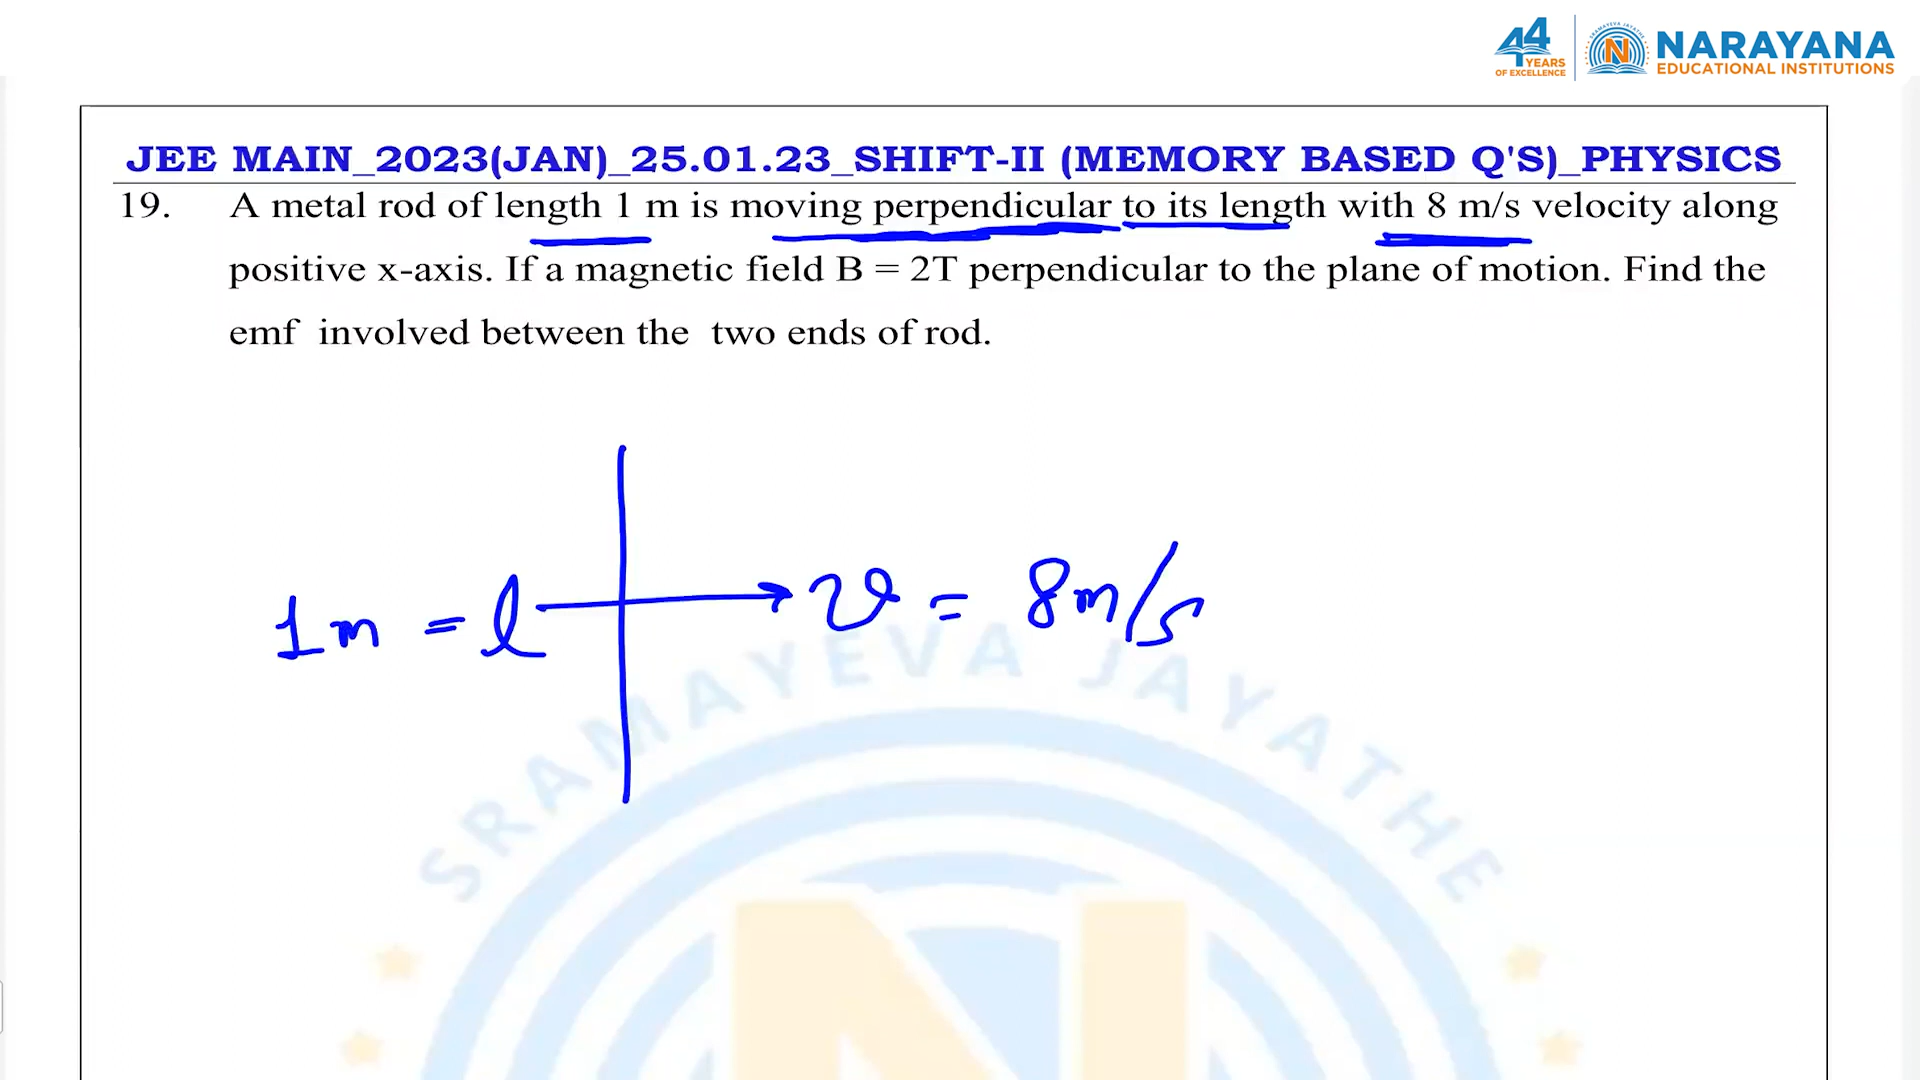 44
YEARS
OF EXCELLENCE
NARAYANA
EDUCATIONAL INSTITUTIONS
JEE MAIN_2023(JAN)_25.01.23_SHIFT-II (MEMORY BASED Q'S)_PHYSICS
19. A metal rod of length 1 m is moving perpendicular to its length with 8 m/s velocity along
positive x-axis. If a magnetic field B = 2T perpendicular to the plane of motion. Find the
emf involved between the two ends of rod.
1m = l
v = 8m/s
SRAMAYEVA JAYATHE
N